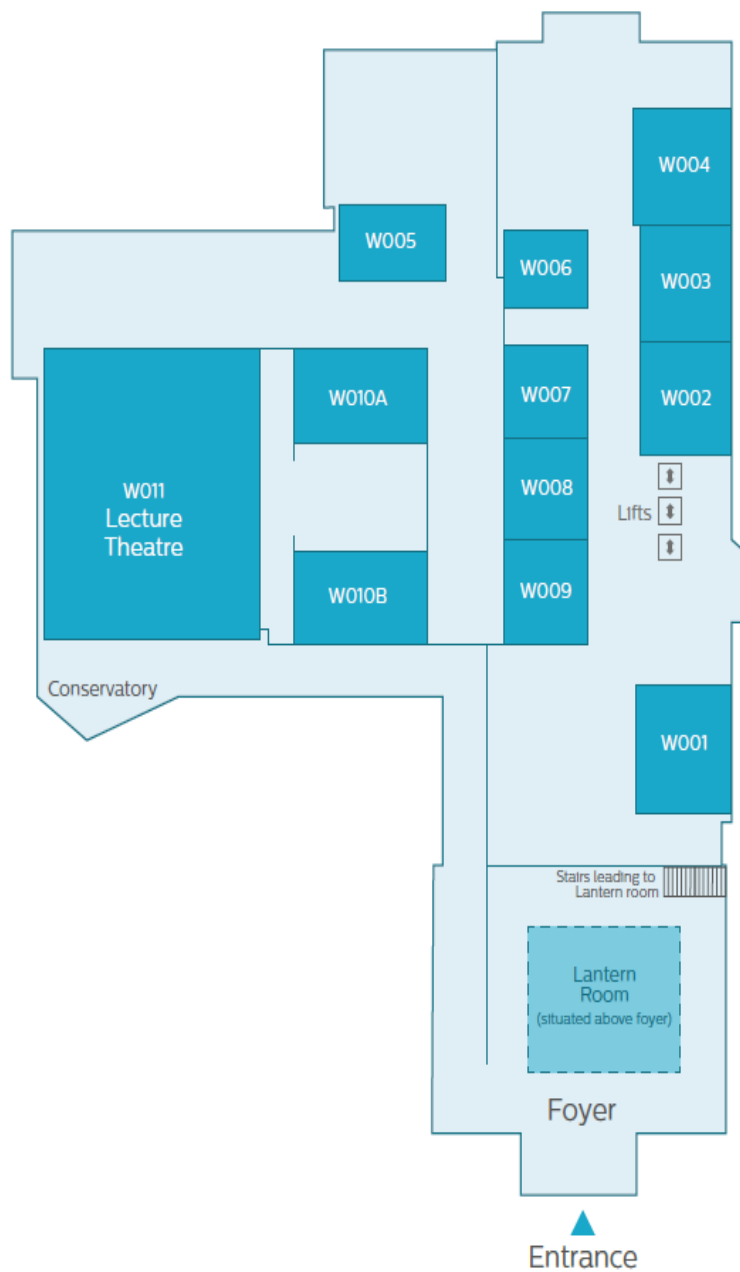 W004
W005
W006
W003
W010A
W007
W002
W011
Lecture
Theatre
W008
Lifts
W010B
W009
Conservatory
W001
Stairs leading to
Lantern room
Lantern
Room
(situated above foyer)
Foyer
Entrance